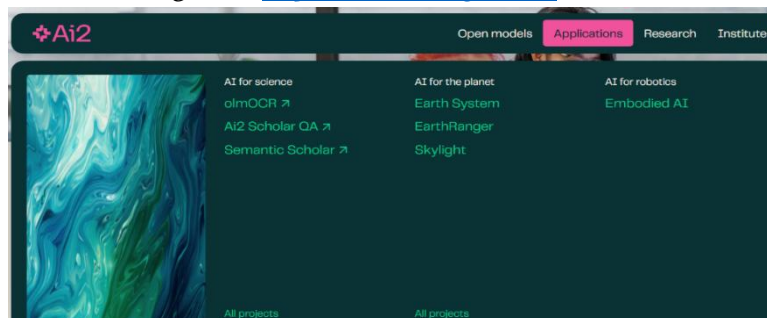 Ai2
Open models Applications Research Institute
AI for science
olmOCR ↗
Ai2 Scholar QA ↗
Semantic Scholar ↗
All projects
AI for the planet
Earth System
EarthRanger
Skylight
All projects
AI for robotics
Embodied AI